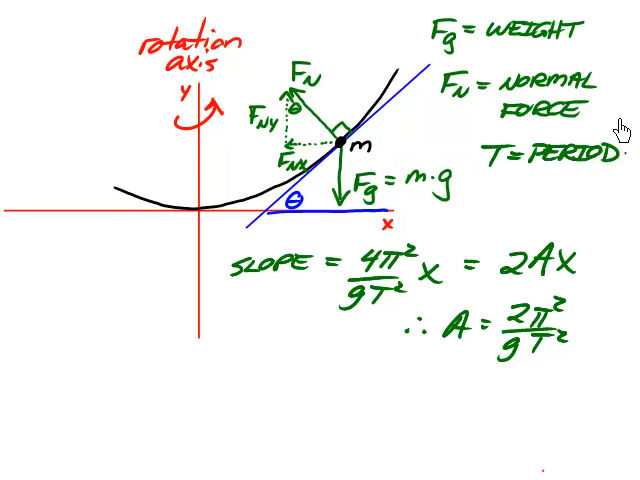 rotation
axis
y
F_N
θ
F_NY
F_NX
m
F_g = m·g
θ
x
F_g = WEIGHT
F_N = NORMAL
FORCE
T = PERIOD
SLOPE = 4π²/gT² x = 2Ax
∴ A = 2π²/gT²